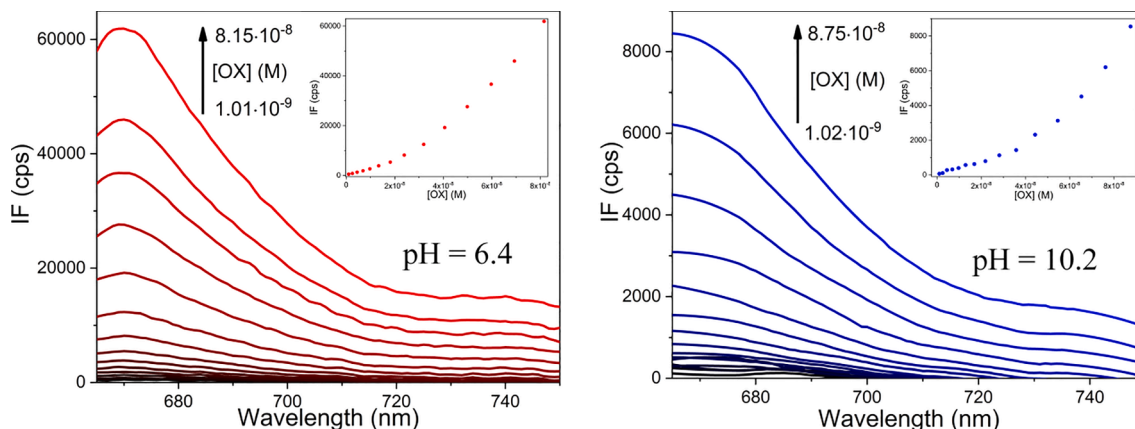 60000
40000
20000
0
IF (cps)
680
700
720
740
Wavelength (nm)
8.15·10⁻⁸
[OX] (M)
1.01·10⁻⁹
pH = 6.4
60000
40000
20000
0
IF (cps)
2x10⁻⁸
4x10⁻⁸
6x10⁻⁸
8x10⁻⁸
[OX] (M)
8000
6000
4000
2000
0
IF (cps)
680
700
720
740
Wavelength (nm)
8.75·10⁻⁸
[OX] (M)
1.02·10⁻⁹
pH = 10.2
8000
6000
4000
2000
0
IF (cps)
2x10⁻⁸
4x10⁻⁸
6x10⁻⁸
8x10⁻⁸
[OX] (M)